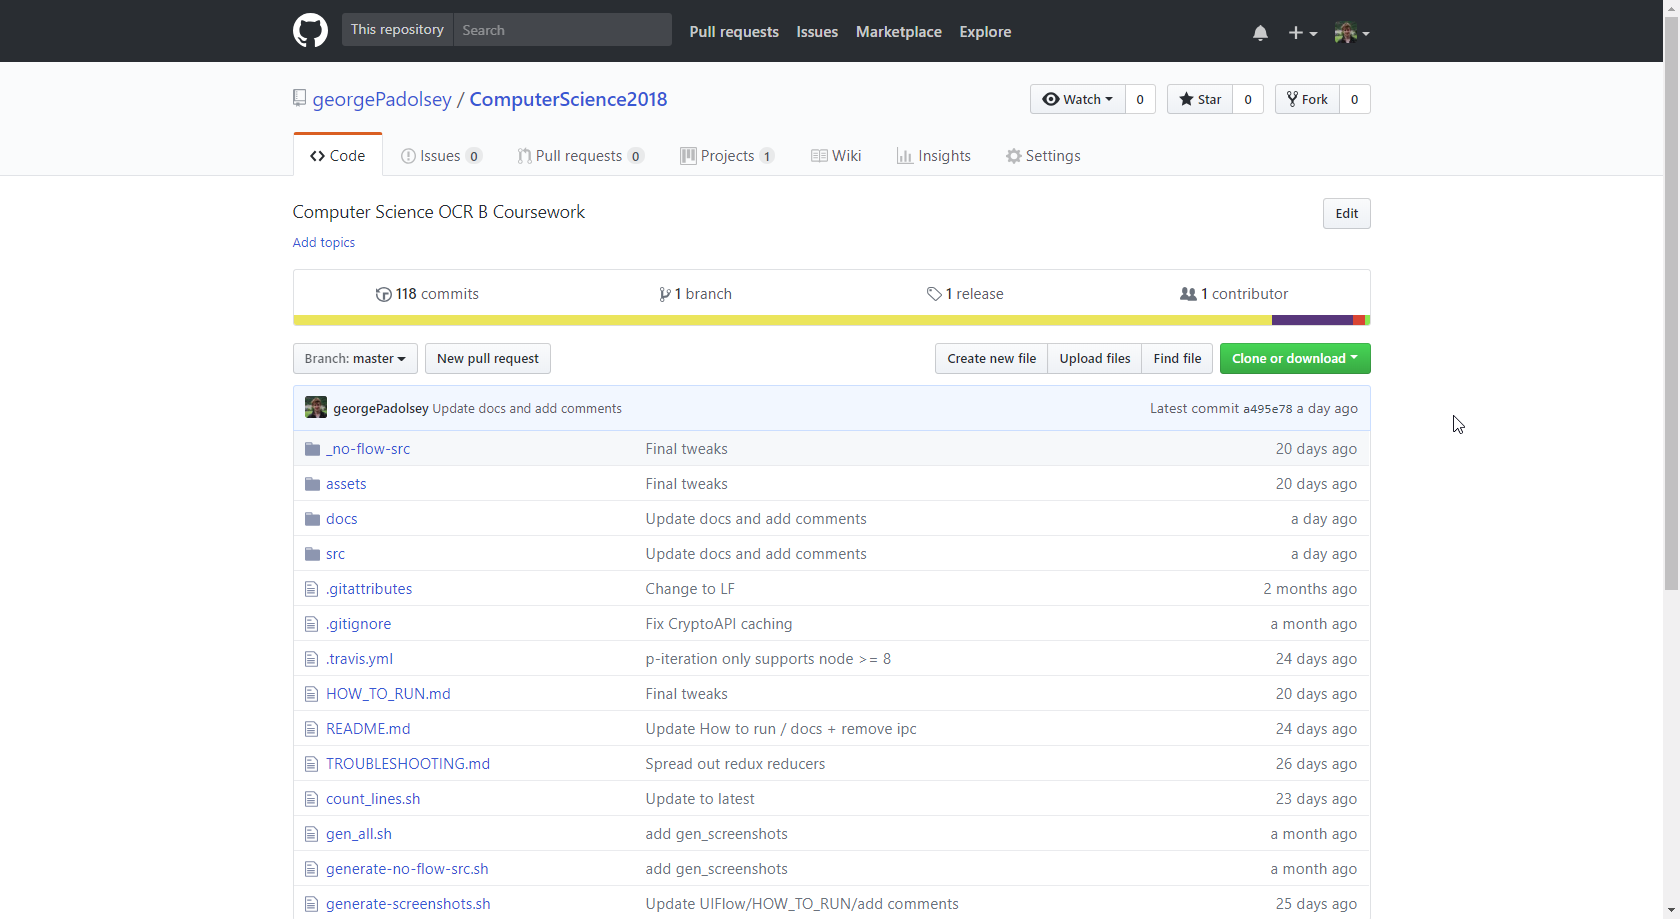 This repository Search Pull requests Issues Marketplace Explore
georgePadolsey / ComputerScience2018 Watch 0 Star 0 Fork 0
Code Issues 0 Pull requests 0 Projects 1 Wiki Insights Settings
Computer Science OCR B Coursework Edit
Add topics
118 commits 1 branch 1 release 1 contributor
Branch: master New pull request Create new file Upload files Find file Clone or download
georgePadolsey Update docs and add comments Latest commit a495e78 a day ago
_no-flow-src Final tweaks 20 days ago
assets Final tweaks 20 days ago
docs Update docs and add comments a day ago
src Update docs and add comments a day ago
.gitattributes Change to LF 2 months ago
.gitignore Fix CryptoAPI caching a month ago
.travis.yml p-iteration only supports node >= 8 24 days ago
HOW_TO_RUN.md Final tweaks 20 days ago
README.md Update How to run / docs + remove ipc 24 days ago
TROUBLESHOOTING.md Spread out redux reducers 26 days ago
count_lines.sh Update to latest 23 days ago
gen_all.sh add gen_screenshots a month ago
generate-no-flow-src.sh add gen_screenshots a month ago
generate-screenshots.sh Update UIFlow/HOW_TO_RUN/add comments 25 days ago